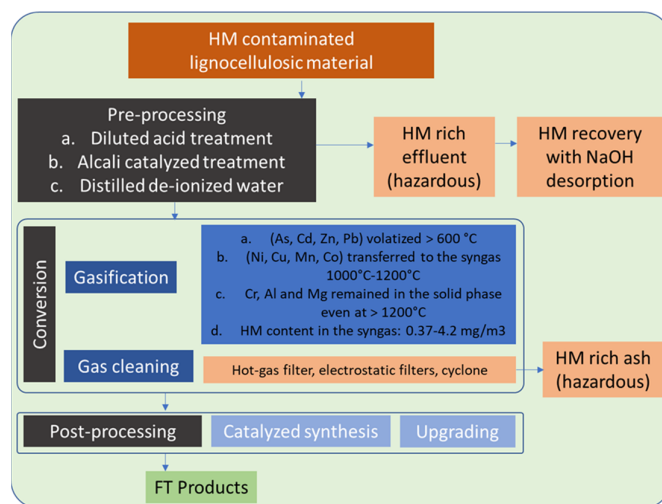 HM contaminated
lignocellulosic material
Pre-processing
a. Diluted acid treatment
b. Alcali catalyzed treatment
c. Distilled de-ionized water
HM rich
effluent
(hazardous)
HM recovery
with NaOH
desorption
Conversion
Gasification
a. (As, Cd, Zn, Pb) volatized > 600 °C
b. (Ni, Cu, Mn, Co) transferred to the syngas
1000°C-1200°C
c. Cr, Al and Mg remained in the solid phase
even at > 1200°C
d. HM content in the syngas: 0.37-4.2 mg/m3
Gas cleaning
Hot-gas filter, electrostatic filters, cyclone
HM rich ash
(hazardous)
Post-processing
Catalyzed synthesis
Upgrading
FT Products